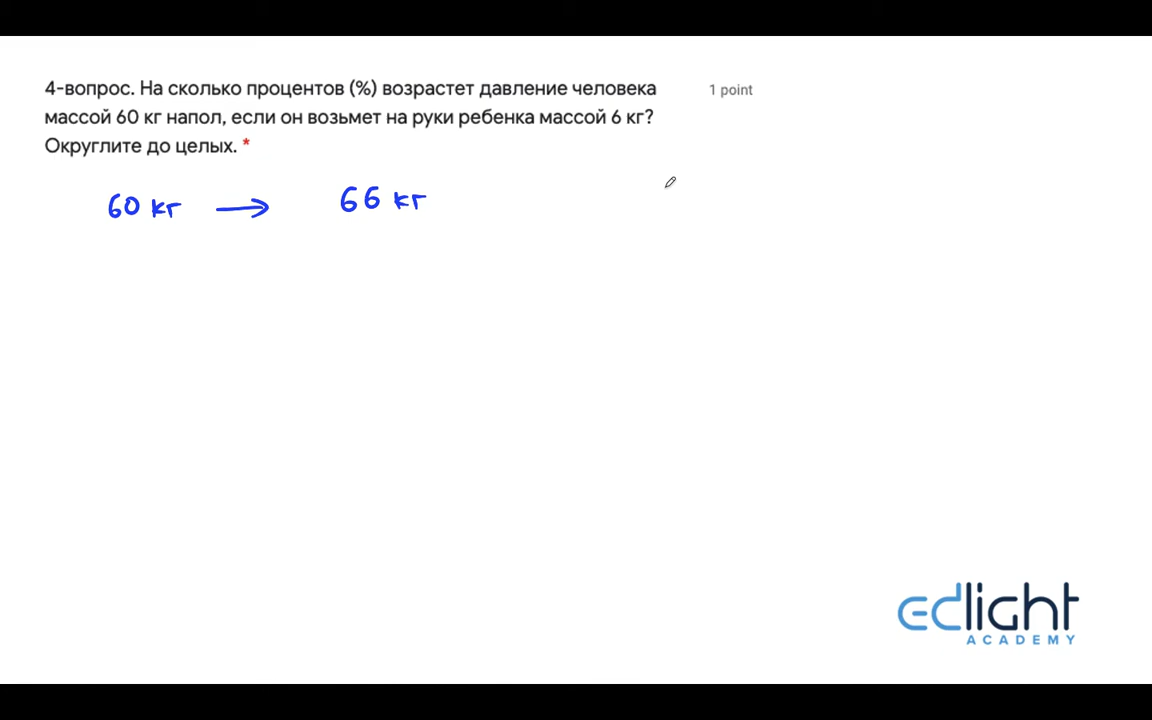 4-вопрос. На сколько процентов (%) возрастет давление человека
1 point
массой 60 кг напол, если он возьмет на руки ребенка массой 6 кг?
Округлите до целых. *
60 кг → 66 кг
edlight
ACADEMY